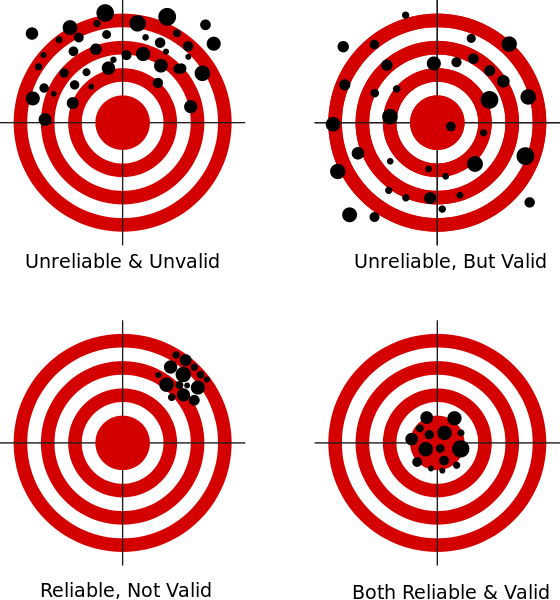 Unreliable & Unvalid
Unreliable, But Valid
Reliable, Not Valid
Both Reliable & Valid